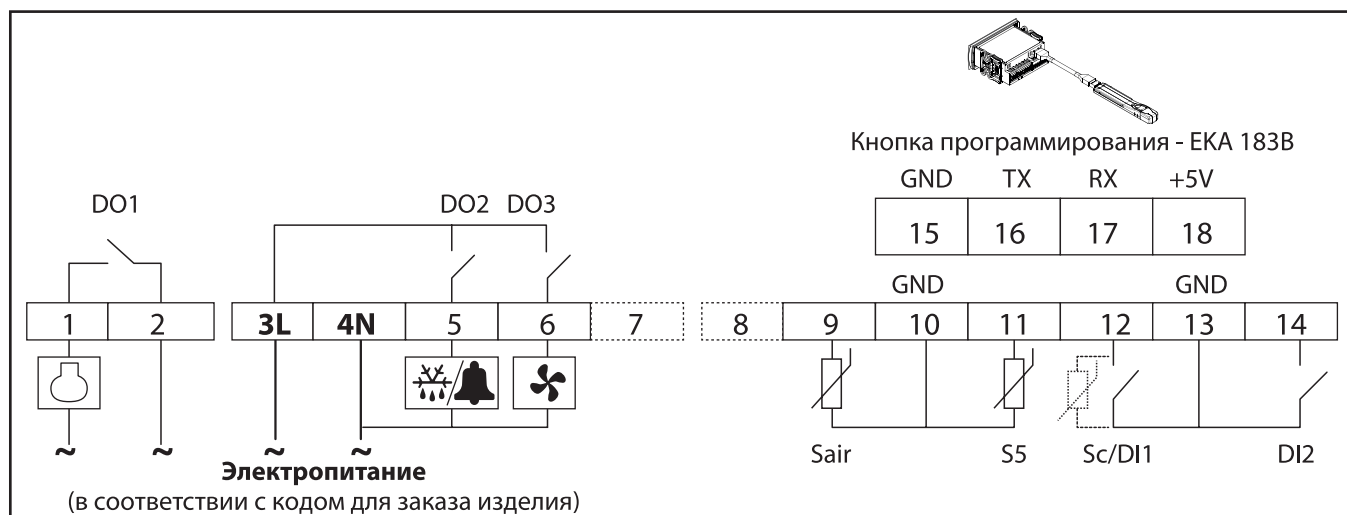 Кнопка программирования - EKA 183B
GND TX RX +5V
15 16 17 18
DO1 DO2 DO3
GND GND
1 2 3L 4N 5 6 7 8 9 10 11 12 13 14
Sair S5 Sc/DI1 DI2
~ ~ ~ ~
Электропитание
(в соответствии с кодом для заказа изделия)